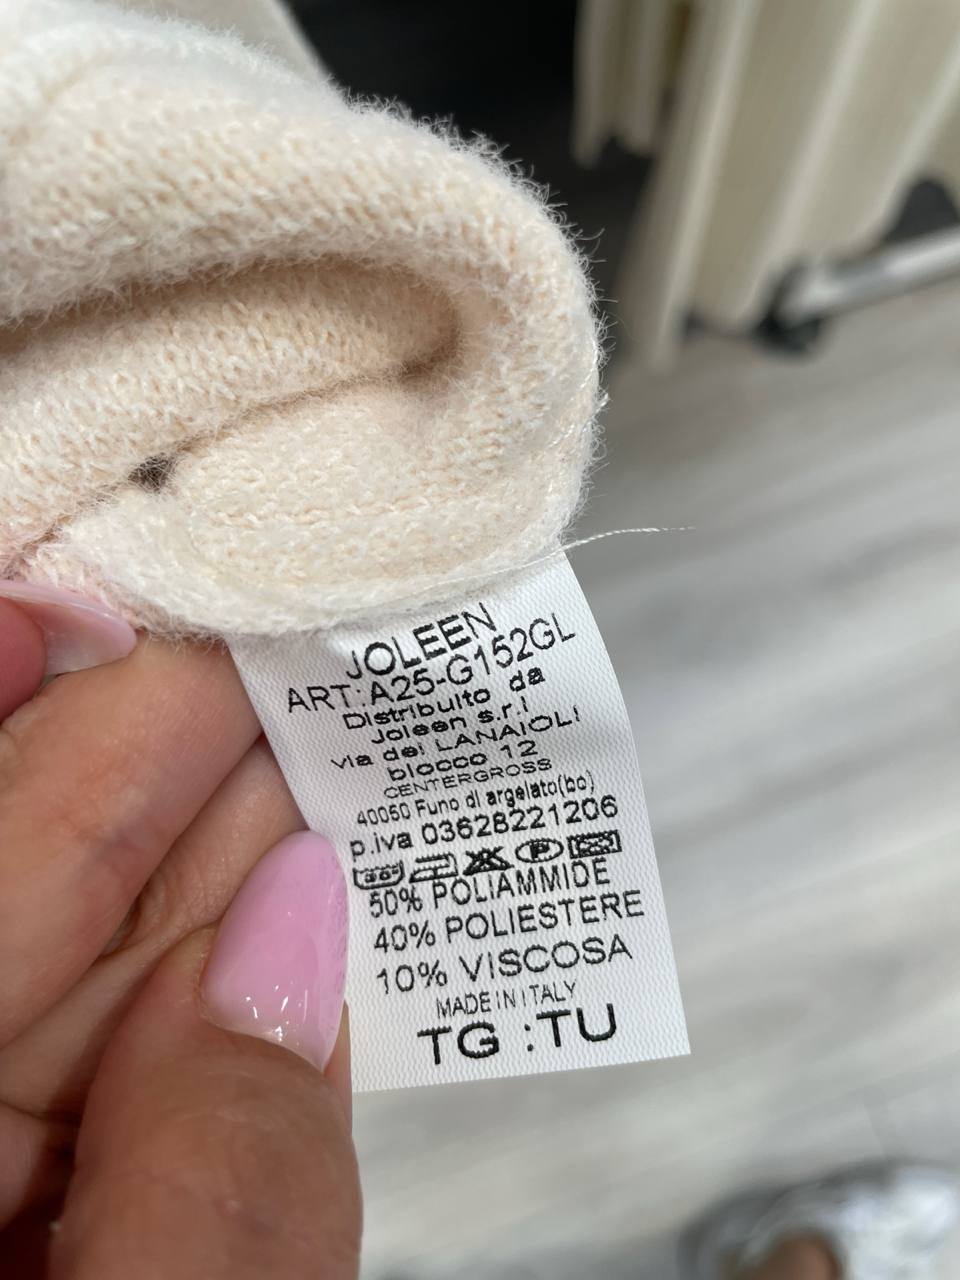 JOLEEN
ART:A25-G152GL
Distribuito da
Joleen s.r.l
via dei LANAIOLI
blocco 12
CENTERGROSS
40050 Funo di argelato(bo)
p.iva 03628221206
50% POLIAMMIDE
40% POLIESTERE
10% VISCOSA
MADE IN ITALY
TG :TU